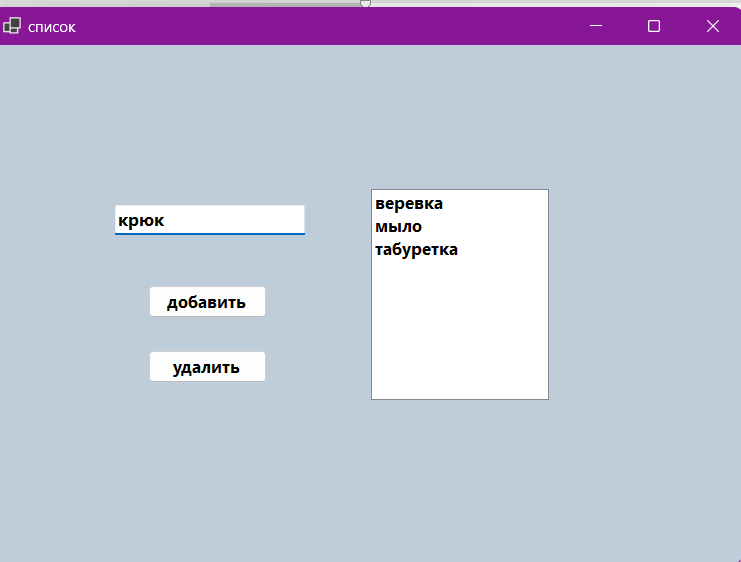 список
крюк
добавить
удалить
веревка
мыло
табуретка